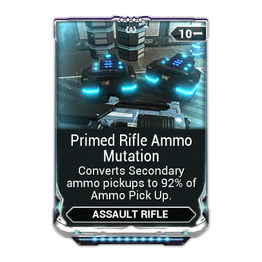 10
Primed Rifle Ammo
Mutation
Converts Secondary
ammo pickups to 92% of
Ammo Pick Up.
ASSAULT RIFLE